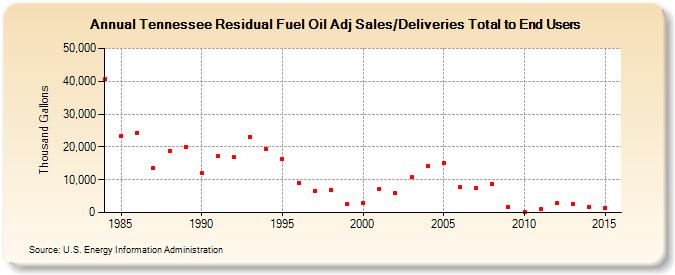 Annual Tennessee Residual Fuel Oil Adj Sales/Deliveries Total to End Users
Thousand Gallons
50,000
40,000
30,000
20,000
10,000
0
1985 1990 1995 2000 2005 2010 2015
Source: U.S. Energy Information Administration